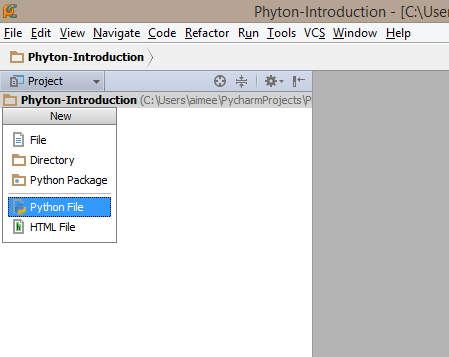 Phyton-Introduction - [C:\Users
File Edit View Navigate Code Refactor Run Tools VCS Window Help
Phyton-Introduction
Project
Phyton-Introduction (C:\Users\aimee\PycharmProjects\P
New
File
Directory
Python Package
Python File
HTML File